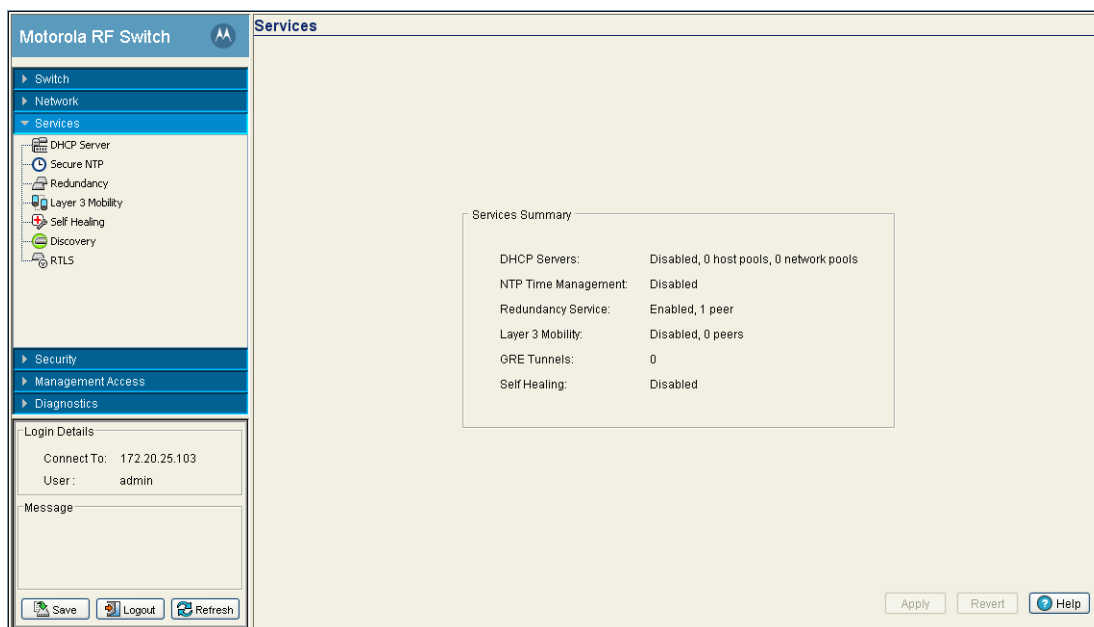 Motorola RF Switch
Switch
Network
Services
DHCP Server
Secure NTP
Redundancy
Layer 3 Mobility
Self Healing
Discovery
RTLS
Security
Management Access
Diagnostics
Login Details
Connect To: 172.20.25.103
User : admin
Message
Save Logout Refresh
Services
Services Summary
DHCP Servers: Disabled, 0 host pools, 0 network pools
NTP Time Management: Disabled
Redundancy Service: Enabled, 1 peer
Layer 3 Mobility: Disabled, 0 peers
GRE Tunnels: 0
Self Healing: Disabled
Apply Revert Help